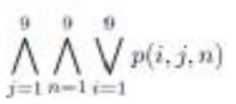 ⋀_{j=1}^{9} ⋀_{n=1}^{9} ⋁_{i=1}^{9} p(i, j, n)